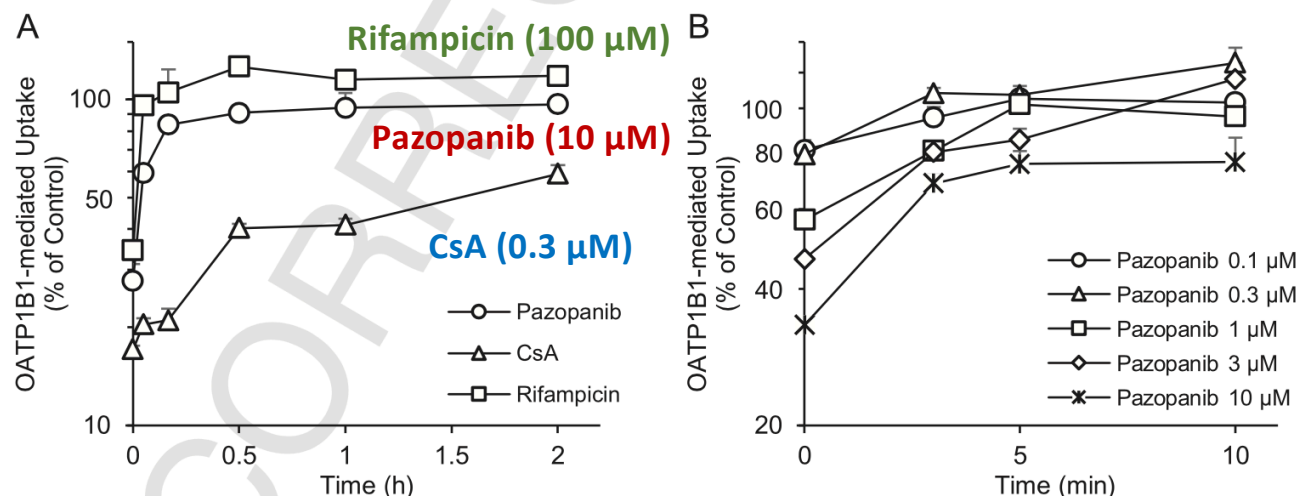 A
Rifampicin (100 µM)
Pazopanib (10 µM)
CsA (0.3 µM)
OATP1B1-mediated Uptake
(% of Control)
100
50
10
0
0.5
1
1.5
2
Time (h)
Pazopanib
CsA
Rifampicin
B
OATP1B1-mediated Uptake
(% of Control)
100
80
60
40
20
0
5
10
Time (min)
Pazopanib 0.1 µM
Pazopanib 0.3 µM
Pazopanib 1 µM
Pazopanib 3 µM
Pazopanib 10 µM
CORREC